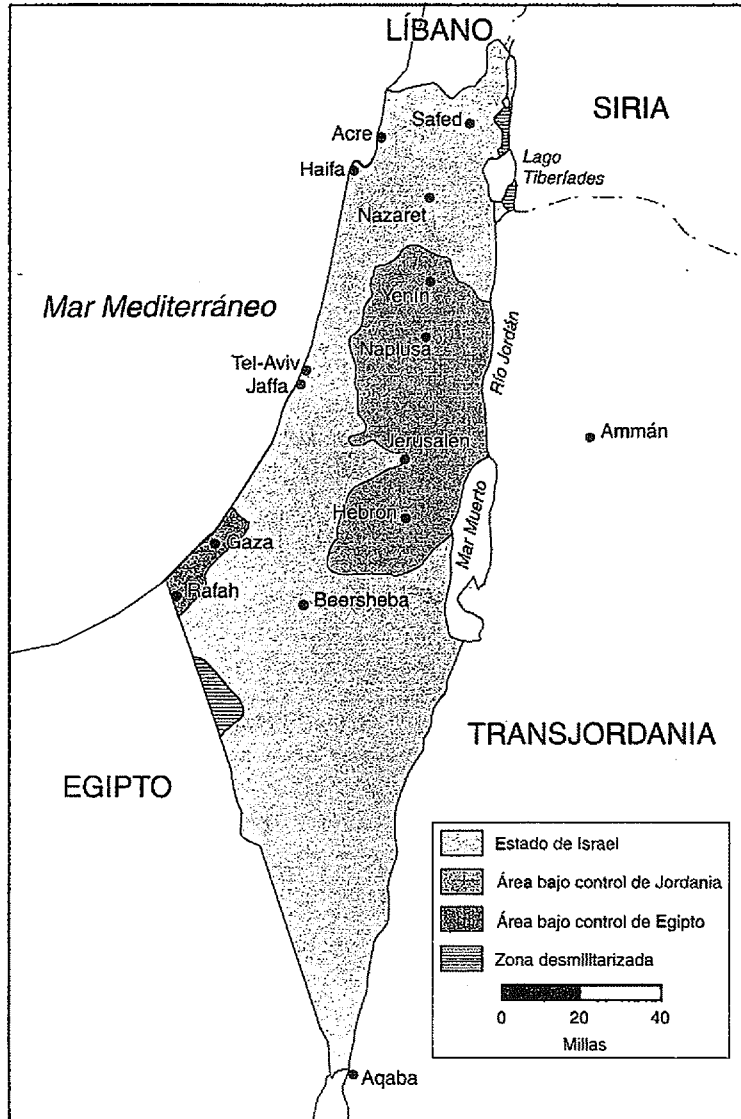 LÍBANO
SIRIA
Safed
Acre
Haifa
Lago
Tiberíades
Nazaret
Mar Mediterráneo
Yenín
Naplusa
Río Jordán
Tel-Aviv
Jaffa
Ammán
Jerusalén
Hebrón
Mar Muerto
Gaza
Rafah
Beersheba
TRANSJORDANIA
EGIPTO
Estado de Israel
Área bajo control de Jordania
Área bajo control de Egipto
Zona desmilitarizada
0 20 40
Millas
Aqaba